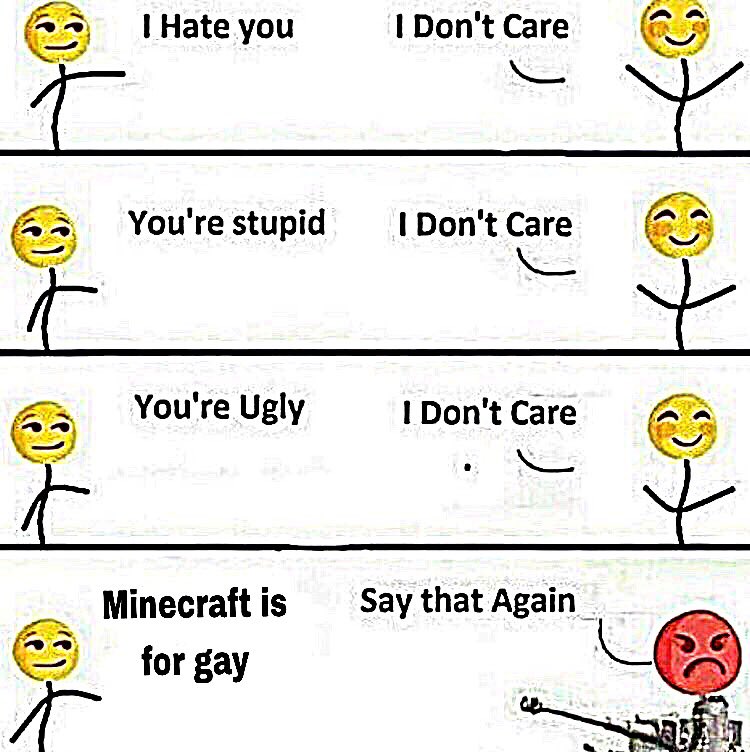 I Hate you
I Don't Care
You're stupid
I Don't Care
You're Ugly
I Don't Care
Minecraft is
for gay
Say that Again